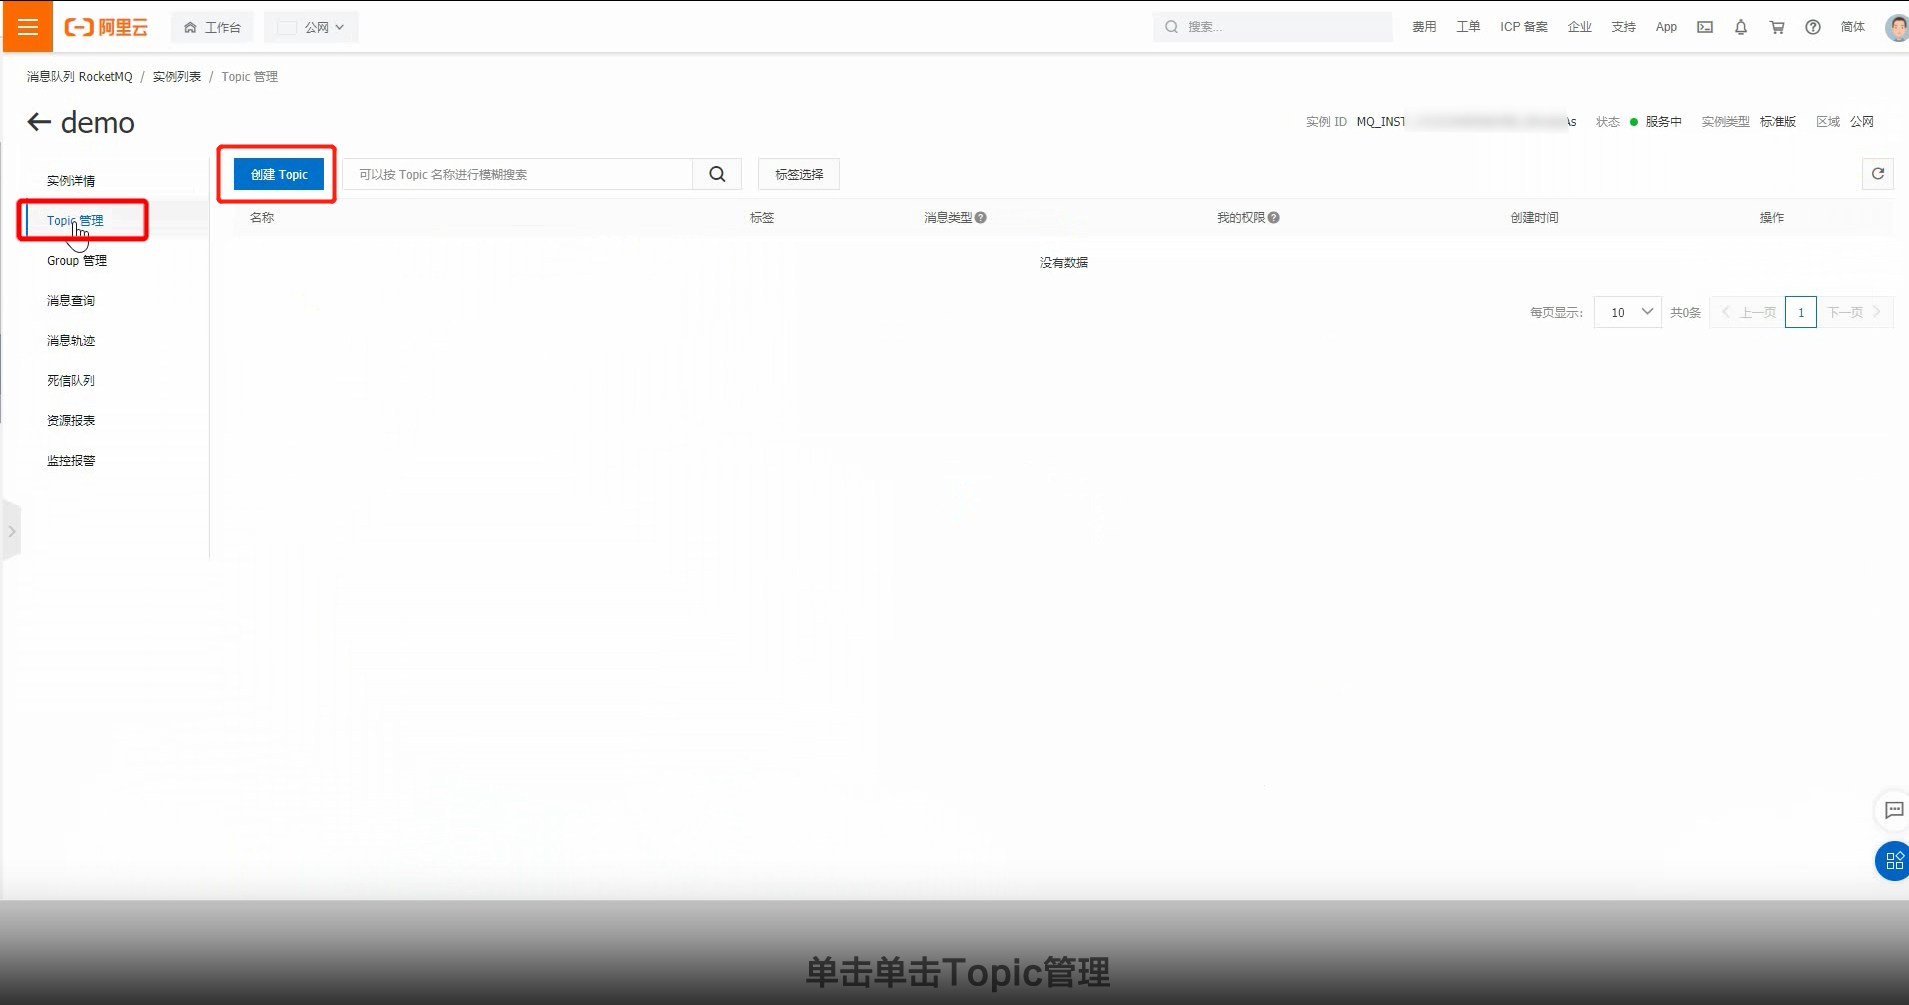 阿里云 工作台 公网 搜索... 费用 工单 ICP 备案 企业 支持 App 简体
消息队列 RocketMQ / 实例列表 / Topic 管理
demo 实例 ID MQ_INST As 状态 服务中 实例类型 标准版 区域 公网
创建 Topic 可以按 Topic 名称进行模糊搜索 标签选择
实例详情
Topic 管理
Group 管理
消息查询
消息轨迹
死信队列
资源报表
监控报警
名称 标签 消息类型 我的权限 创建时间 操作
没有数据
每页显示: 10 共0条 上一页 1 下一页
单击单击Topic管理